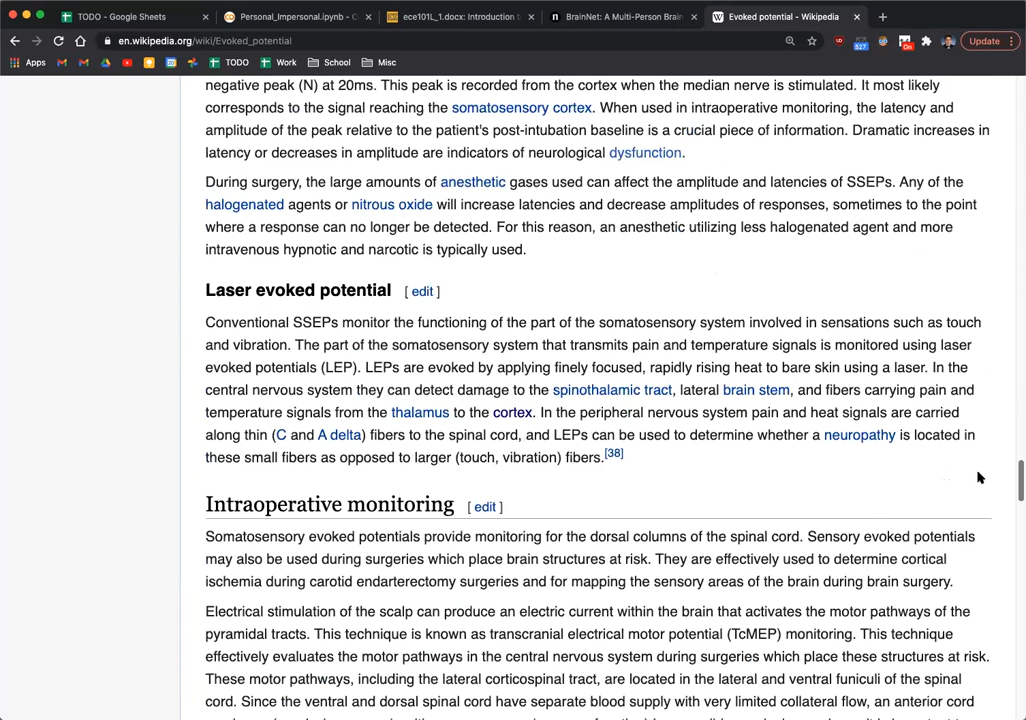 TODO - Google Sheets
Personal_Impersonal.ipynb - C
ece101L_1.docx: Introduction t
BrainNet: A Multi-Person Brain
Evoked potential - Wikipedia
en.wikipedia.org/wiki/Evoked_potential
527
On
Update
Apps
20
TODO
Work
School
Misc
negative peak (N) at 20ms. This peak is recorded from the cortex when the median nerve is stimulated. It most likely
corresponds to the signal reaching the somatosensory cortex. When used in intraoperative monitoring, the latency and
amplitude of the peak relative to the patient's post-intubation baseline is a crucial piece of information. Dramatic increases in
latency or decreases in amplitude are indicators of neurological dysfunction.
During surgery, the large amounts of anesthetic gases used can affect the amplitude and latencies of SSEPs. Any of the
halogenated agents or nitrous oxide will increase latencies and decrease amplitudes of responses, sometimes to the point
where a response can no longer be detected. For this reason, an anesthetic utilizing less halogenated agent and more
intravenous hypnotic and narcotic is typically used.
Laser evoked potential [ edit ]
Conventional SSEPs monitor the functioning of the part of the somatosensory system involved in sensations such as touch
and vibration. The part of the somatosensory system that transmits pain and temperature signals is monitored using laser
evoked potentials (LEP). LEPs are evoked by applying finely focused, rapidly rising heat to bare skin using a laser. In the
central nervous system they can detect damage to the spinothalamic tract, lateral brain stem, and fibers carrying pain and
temperature signals from the thalamus to the cortex. In the peripheral nervous system pain and heat signals are carried
along thin (C and A delta) fibers to the spinal cord, and LEPs can be used to determine whether a neuropathy is located in
these small fibers as opposed to larger (touch, vibration) fibers.[38]
Intraoperative monitoring [ edit ]
Somatosensory evoked potentials provide monitoring for the dorsal columns of the spinal cord. Sensory evoked potentials
may also be used during surgeries which place brain structures at risk. They are effectively used to determine cortical
ischemia during carotid endarterectomy surgeries and for mapping the sensory areas of the brain during brain surgery.
Electrical stimulation of the scalp can produce an electric current within the brain that activates the motor pathways of the
pyramidal tracts. This technique is known as transcranial electrical motor potential (TcMEP) monitoring. This technique
effectively evaluates the motor pathways in the central nervous system during surgeries which place these structures at risk.
These motor pathways, including the lateral corticospinal tract, are located in the lateral and ventral funiculi of the spinal
cord. Since the ventral and dorsal spinal cord have separate blood supply with very limited collateral flow, an anterior cord